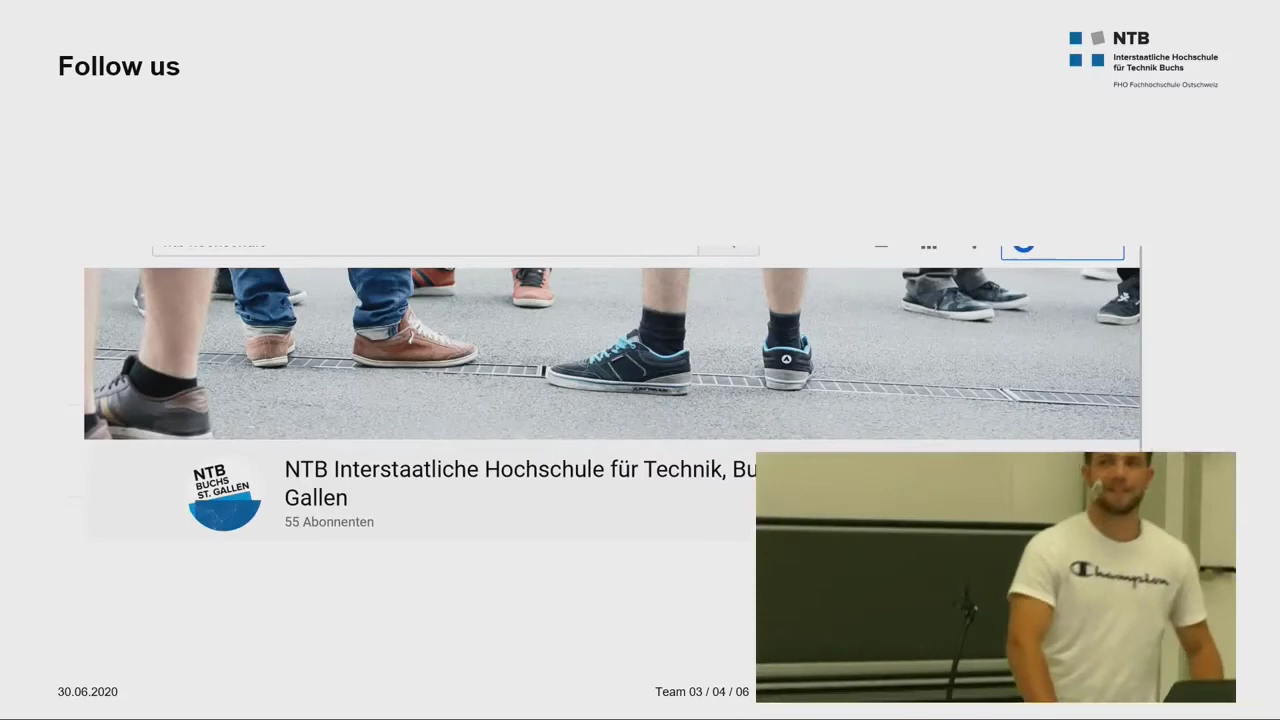 Follow us
NTB
Interstaatliche Hochschule
für Technik Buchs
FHO Fachhochschule Ostschweiz
NTB
BUCHS
ST. GALLEN
NTB Interstaatliche Hochschule für Technik, Bu
Gallen
55 Abonnenten
Champion
30.06.2020
Team 03 / 04 / 06